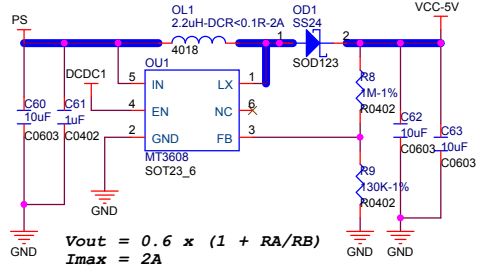 PS
OL1
2.2uH-DCR<0.1R-2A
4018
OD1
SS24
1
2
SOD123
VCC-5V
DCDC1
OU1
5
IN
LX
1
4
EN
NC
6
2
GND
FB
3
MT3608
SOT23_6
C60
10uF
C0603
C61
1uF
C0402
R8
1M-1%
R0402
R9
130K-1%
R0402
C62
10uF
C0603
C63
10uF
C0603
GND
GND
GND
GND
Vout = 0.6 x (1 + RA/RB)
Imax = 2A